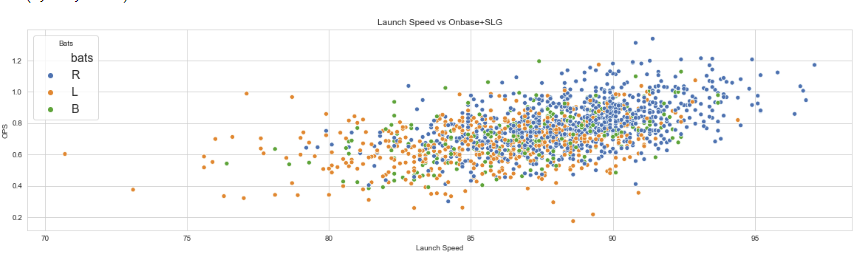 Launch Speed vs Onbase+SLG
Bats
bats
R
L
B
OPS
1.2
1.0
0.8
0.6
0.4
0.2
70
75
80
85
90
95
Launch Speed